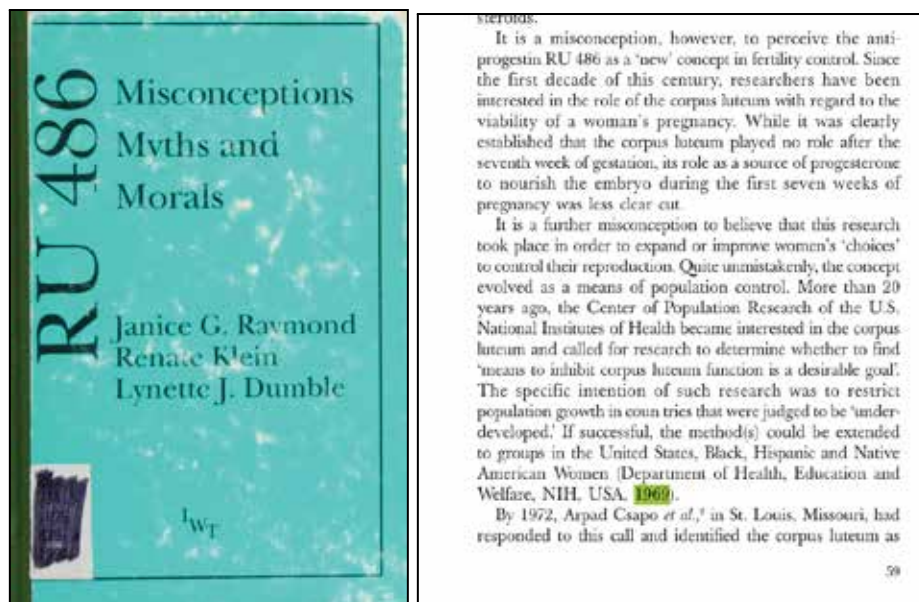 RU 486
Misconceptions
Myths and
Morals
Janice G. Raymond
Renate Klein
Lynette J. Dumble
IWT
steroids.
It is a misconception, however, to perceive the anti-
progestin RU 486 as a ‘new’ concept in fertility control. Since
the first decade of this century, researchers have been
interested in the role of the corpus luteum with regard to the
viability of a woman’s pregnancy. While it was clearly
established that the corpus luteum played no role after the
seventh week of gestation, its role as a source of progesterone
to nourish the embryo during the first seven weeks of
pregnancy was less clear cut.
It is a further misconception to believe that this research
took place in order to expand or improve women’s ‘choices’
to control their reproduction. Quite unmistakenly, the concept
evolved as a means of population control. More than 20
years ago, the Center of Population Research of the U.S.
National Institutes of Health became interested in the corpus
luteum and called for research to determine whether to find
‘means to inhibit corpus luteum function is a desirable goal’.
The specific intention of such research was to restrict
population growth in coun tries that were judged to be ‘under-
developed.’ If successful, the method(s) could be extended
to groups in the United States, Black, Hispanic and Native
American Women (Department of Health, Education and
Welfare, NIH, USA, 1969).
By 1972, Arpad Csapo et al., in St. Louis, Missouri, had
responded to this call and identified the corpus luteum as
59